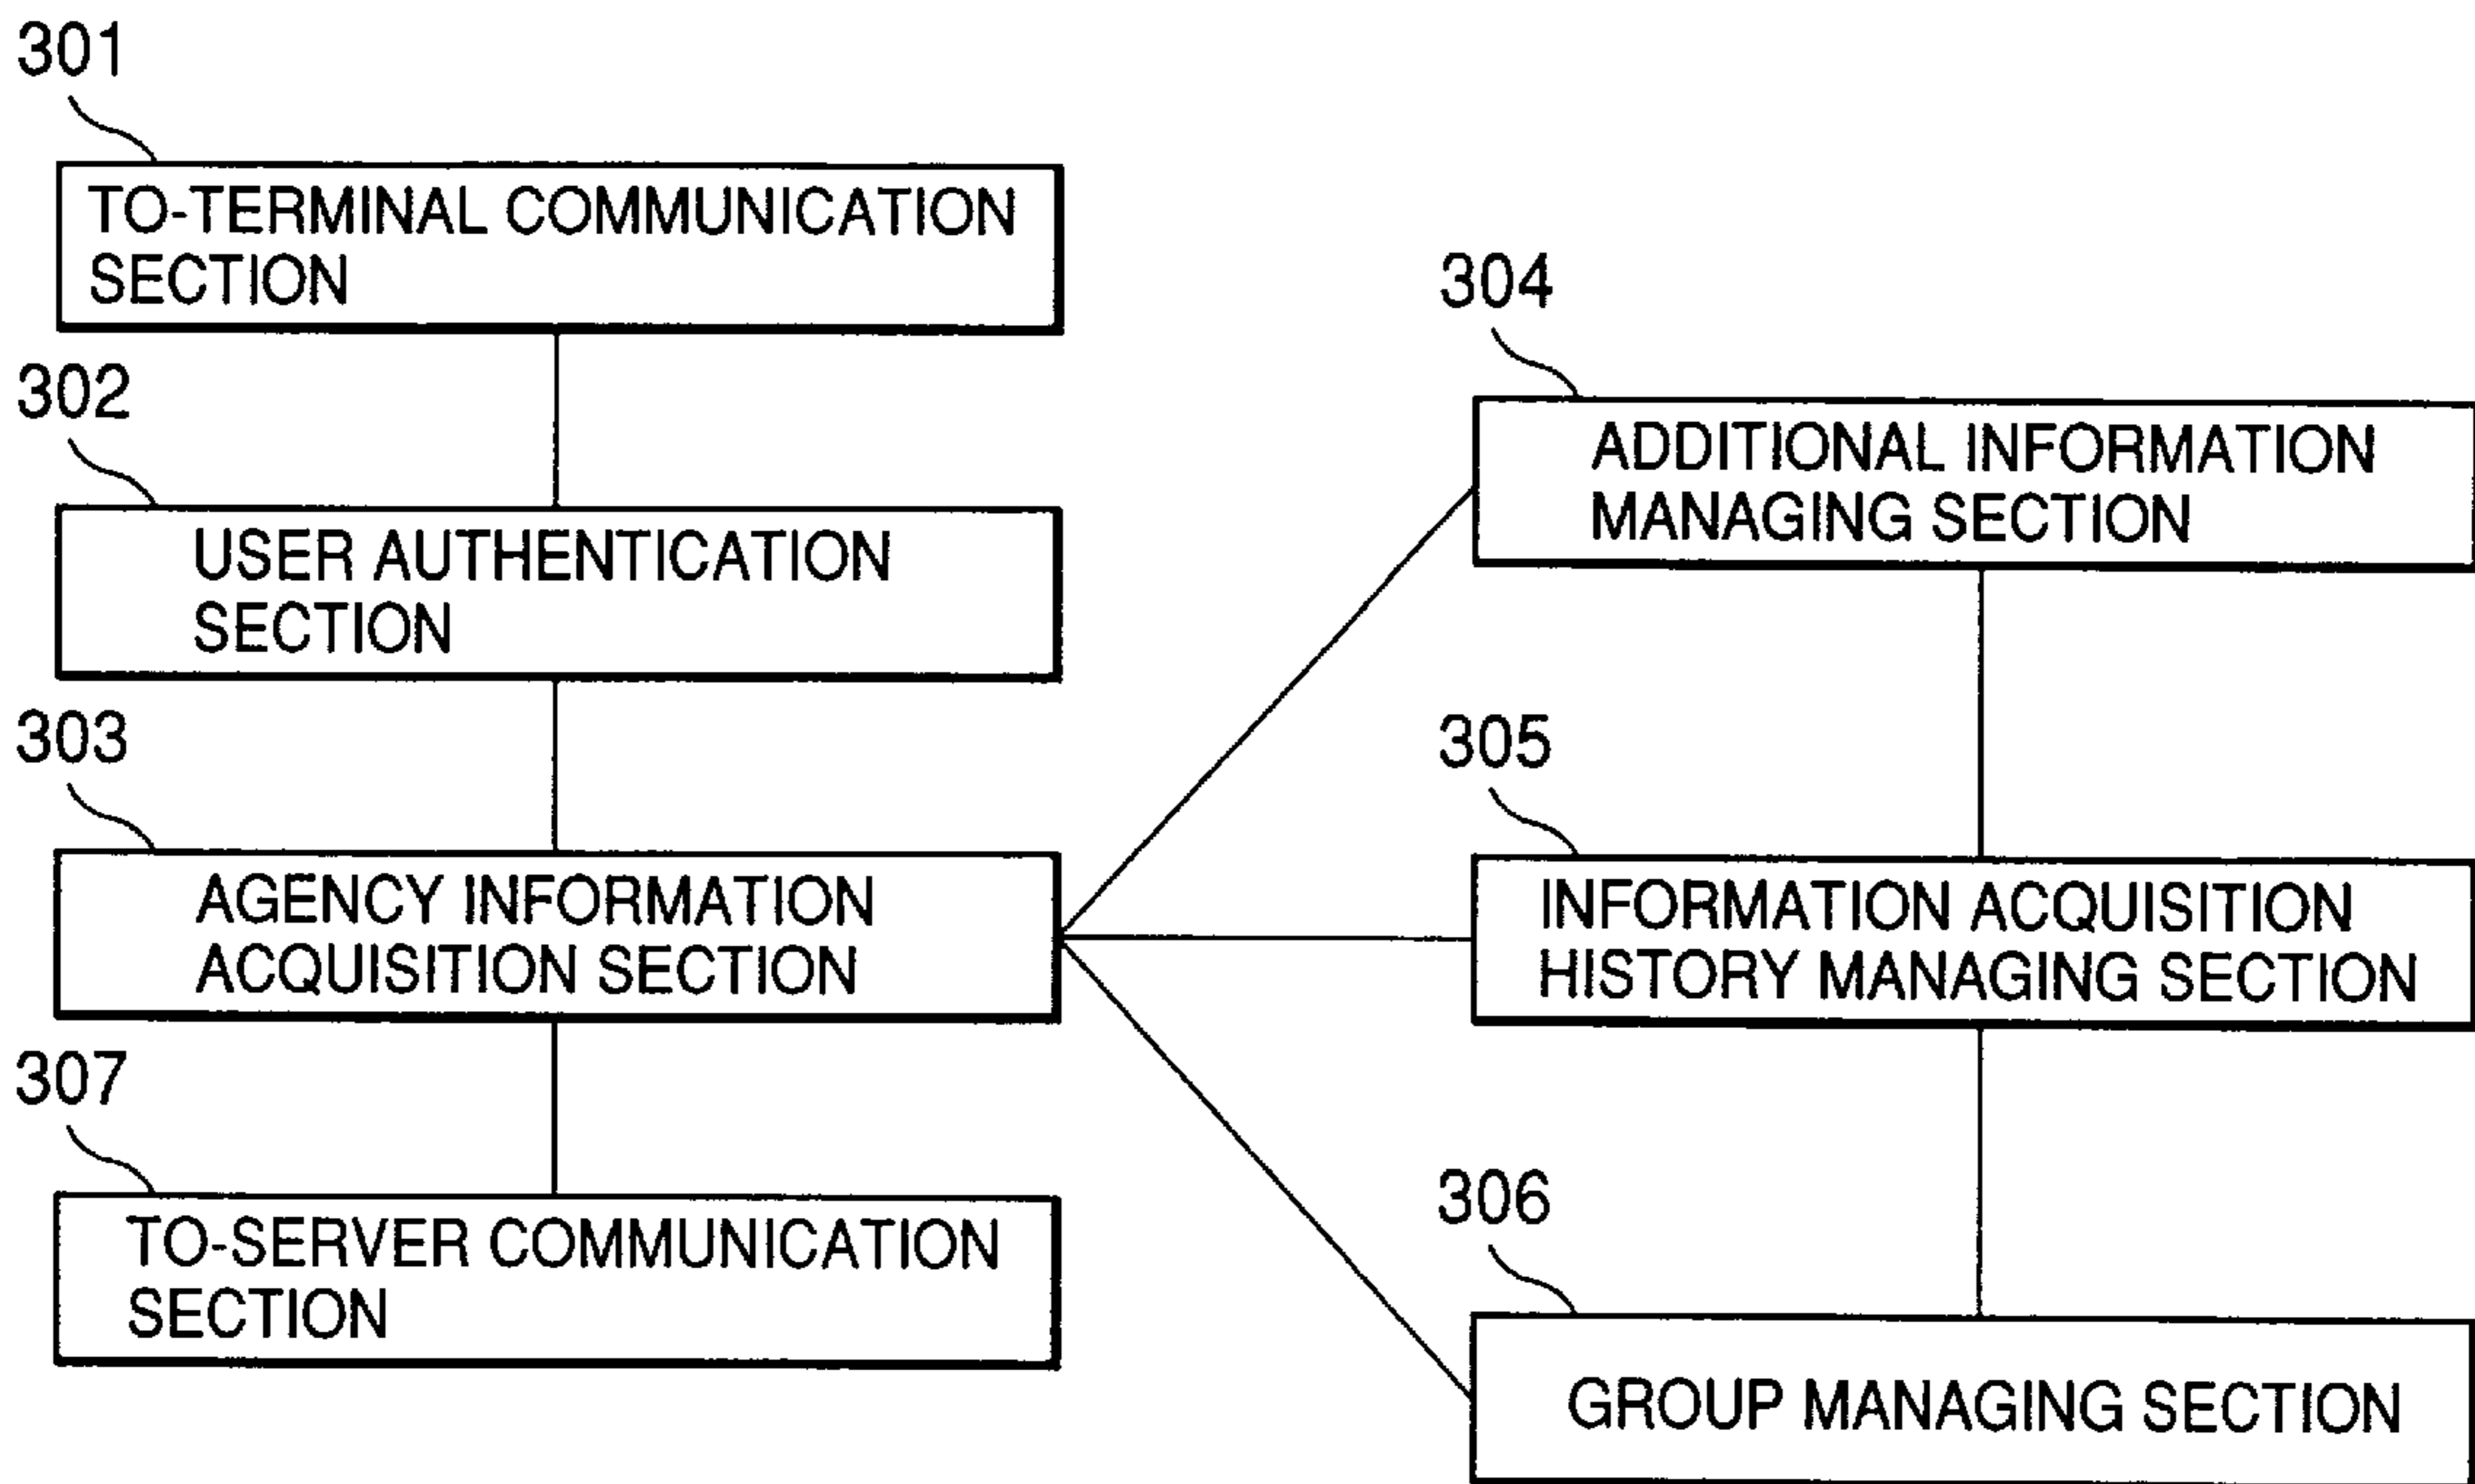 301
TO-TERMINAL COMMUNICATION
SECTION
302
USER AUTHENTICATION
SECTION
303
AGENCY INFORMATION
ACQUISITION SECTION
307
TO-SERVER COMMUNICATION
SECTION
304
ADDITIONAL INFORMATION
MANAGING SECTION
305
INFORMATION ACQUISITION
HISTORY MANAGING SECTION
306
GROUP MANAGING SECTION